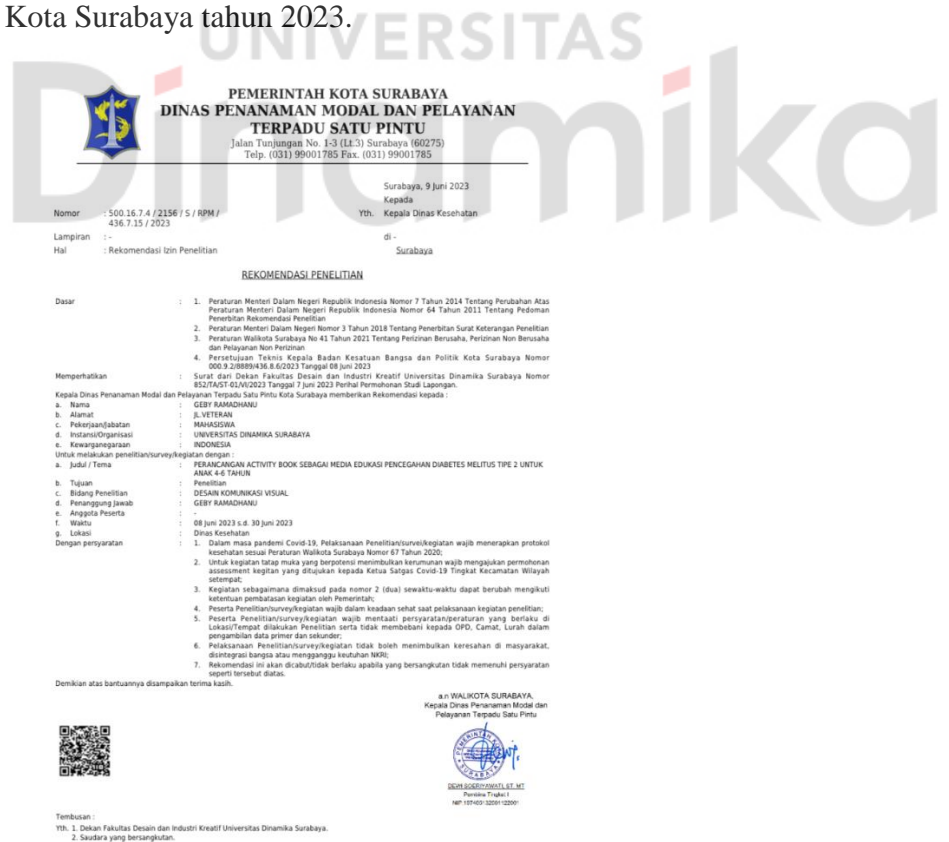 Kota Surabaya tahun 2023.
UNIVERSITAS
Dinamika
PEMERINTAH KOTA SURABAYA
DINAS PENANAMAN MODAL DAN PELAYANAN
TERPADU SATU PINTU
Jalan Tunjungan No. 1-3 (Lt.3) Surabaya (60275)
Telp. (031) 99001785 Fax. (031) 99001785
Surabaya, 9 Juni 2023
Kepada
Nomor : 500.16.7.4 / 2156 / S / RPM / Yth. Kepala Dinas Kesehatan
436.7.15 / 2023
Lampiran : - di -
Hal : Rekomendasi Izin Penelitian Surabaya
REKOMENDASI PENELITIAN
Dasar : 1. Peraturan Menteri Dalam Negeri Republik Indonesia Nomor 7 Tahun 2014 Tentang Perubahan Atas
Peraturan Menteri Dalam Negeri Republik Indonesia Nomor 64 Tahun 2011 Tentang Pedoman
Penerbitan Rekomendasi Penelitian
2. Peraturan Menteri Dalam Negeri Nomor 3 Tahun 2018 Tentang Penerbitan Surat Keterangan Penelitian
3. Peraturan Walikota Surabaya No 41 Tahun 2021 Tentang Perizinan Berusaha, Perizinan Non Berusaha
dan Pelayanan Non Perizinan
4. Persetujuan Teknis Kepala Badan Kesatuan Bangsa dan Politik Kota Surabaya Nomor
000.9.2/8889/436.8.6/2023 Tanggal 08 Juni 2023
Memperhatikan : Surat dari Dekan Fakultas Desain dan Industri Kreatif Universitas Dinamika Surabaya Nomor
852/TA/ST-01/VI/2023 Tanggal 7 Juni 2023 Perihal Permohonan Studi Lapongan.
Kepala Dinas Penanaman Modal dan Pelayanan Terpadu Satu Pintu Kota Surabaya memberikan Rekomendasi kepada :
a. Nama : GEBY RAMADHANU
b. Alamat : JL.VETERAN
c. Pekerjaan/Jabatan : MAHASISWA
d. Instansi/Organisasi : UNIVERSITAS DINAMIKA SURABAYA
e. Kewarganegaraan : INDONESIA
Untuk melakukan penelitian/survey/kegiatan dengan :
a. Judul / Tema : PERANCANGAN ACTIVITY BOOK SEBAGAI MEDIA EDUKASI PENCEGAHAN DIABETES MELITUS TIPE 2 UNTUK
ANAK 4-6 TAHUN
b. Tujuan : Penelitian
c. Bidang Penelitian : DESAIN KOMUNIKASI VISUAL
d. Penanggung Jawab : GEBY RAMADHANU
e. Anggota Peserta : -
f. Waktu : 08 Juni 2023 s.d. 30 Juni 2023
g. Lokasi : Dinas Kesehatan
Dengan persyaratan : 1. Dalam masa pandemi Covid-19, Pelaksanaan Penelitian/survei/kegiatan wajib menerapkan protokol
kesehatan sesuai Peraturan Walikota Surabaya Nomor 67 Tahun 2020;
2. Untuk kegiatan tatap muka yang berpotensi menimbulkan kerumunan wajib mengajukan permohonan
assessment kegitan yang ditujukan kepada Ketua Satgas Covid-19 Tingkat Kecamatan Wilayah
setempat;
3. Kegiatan sebagaimana dimaksud pada nomor 2 (dua) sewaktu-waktu dapat berubah mengikuti
ketentuan pembatasan kegiatan oleh Pemerintah;
4. Peserta Penelitian/survey/kegiatan wajib dalam keadaan sehat saat pelaksanaan kegiatan penelitian;
5. Peserta Penelitian/survey/kegiatan wajib mentaati persyaratan/peraturan yang berlaku di
Lokasi/Tempat dilakukan Penelitian serta tidak membebani kepada OPD, Camat, Lurah dalam
pengambilan data primer dan sekunder;
6. Pelaksanaan Penelitian/survey/kegiatan tidak boleh menimbulkan keresahan di masyarakat,
disintegrasi bangsa atau mengganggu keutuhan NKRI;
7. Rekomendasi ini akan dicabut/tidak berlaku apabila yang bersangkutan tidak memenuhi persyaratan
seperti tersebut diatas.
Demikian atas bantuannya disampaikan terima kasih.
a.n WALIKOTA SURABAYA,
Kepala Dinas Penanaman Modal dan
Pelayanan Terpadu Satu Pintu
PEMERINTAH KOTA
SURABAYA
DEWI SOERIYAWATI, ST. MT
Pembina Tingkat I
Tembusan :
Yth. 1. Dekan Fakultas Desain dan Industri Kreatif Universitas Dinamika Surabaya.
2. Saudara yang bersangkutan.